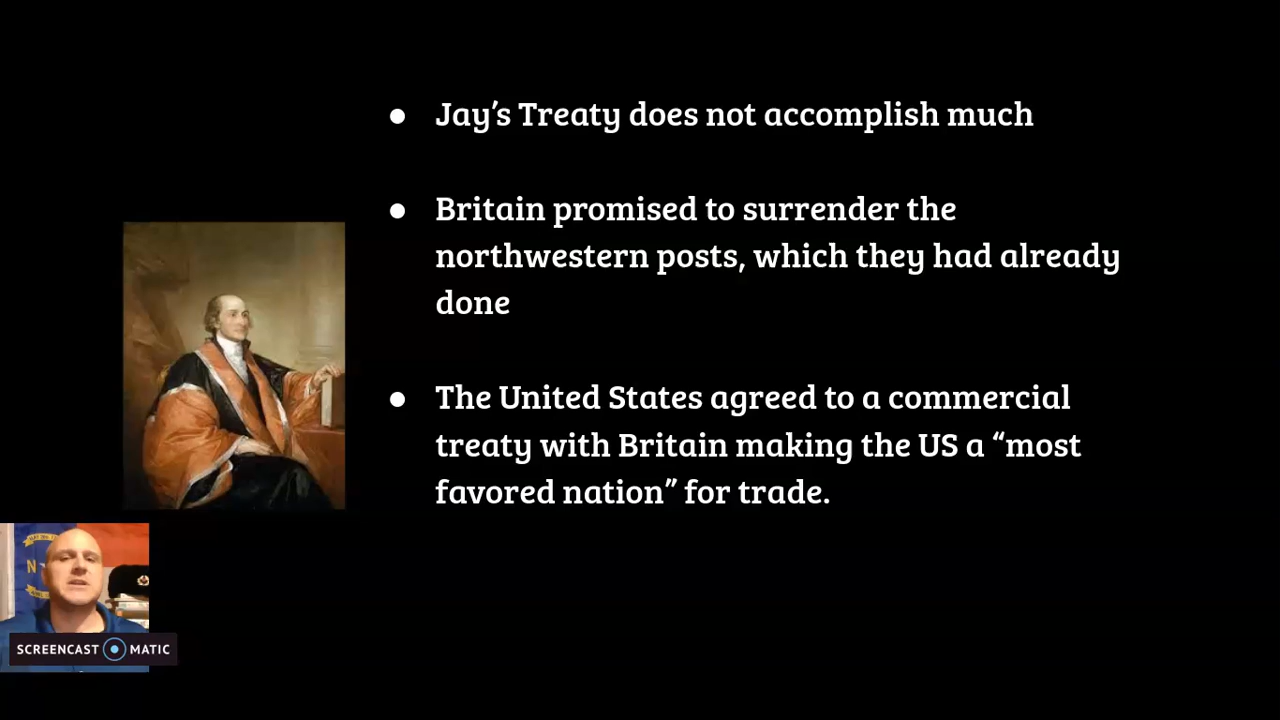 ● Jay’s Treaty does not accomplish much
● Britain promised to surrender the
northwestern posts, which they had already
done
● The United States agreed to a commercial
treaty with Britain making the US a “most
favored nation” for trade.
N
SCREENCAST MATIC